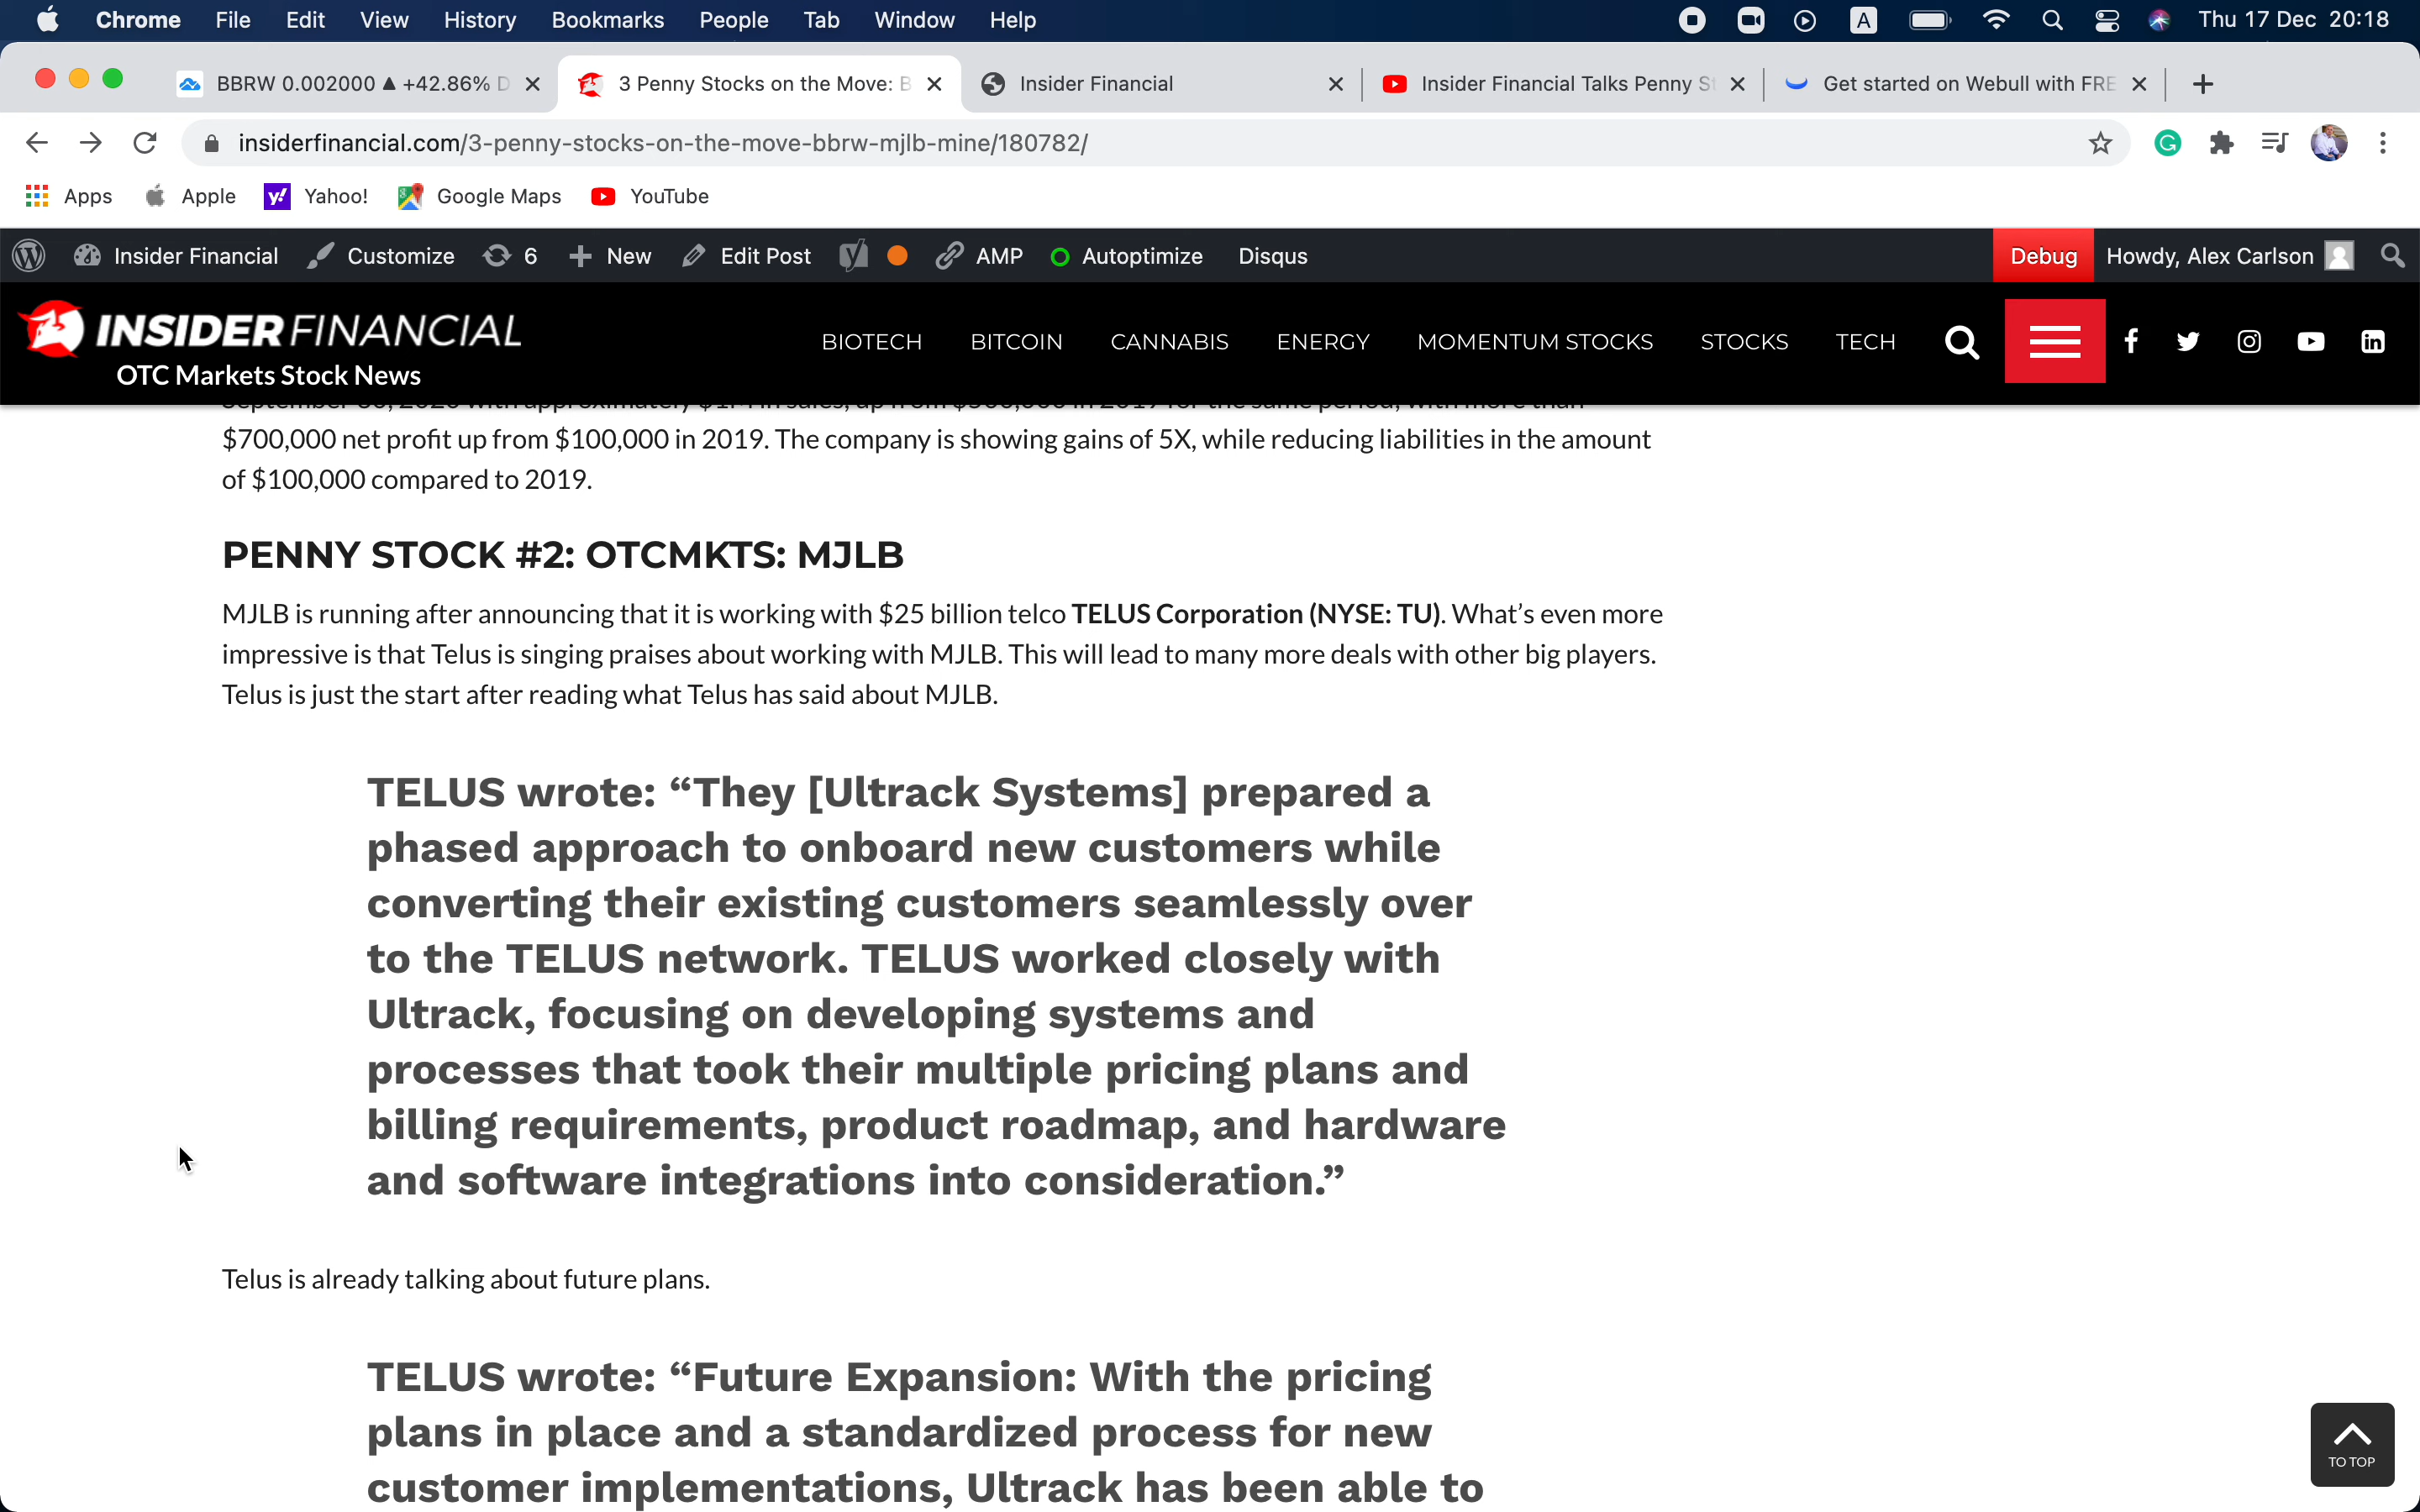 Chrome File Edit View History Bookmarks People Tab Window Help A Thu 17 Dec 20:18
BBRW 0.002000 ▲ +42.86% D 3 Penny Stocks on the Move: B Insider Financial Insider Financial Talks Penny St Get started on Webull with FRE
insiderfinancial.com/3-penny-stocks-on-the-move-bbrw-mjlb-mine/180782/
Apps Apple Yahoo! Google Maps YouTube
Insider Financial Customize 6 New Edit Post AMP Autoptimize Disqus Debug Howdy, Alex Carlson
INSIDER FINANCIAL BIOTECH BITCOIN CANNABIS ENERGY MOMENTUM STOCKS STOCKS TECH
OTC Markets Stock News
$700,000 net profit up from $100,000 in 2019. The company is showing gains of 5X, while reducing liabilities in the amount
of $100,000 compared to 2019.
PENNY STOCK #2: OTCMKTS: MJLB
MJLB is running after announcing that it is working with $25 billion telco TELUS Corporation (NYSE: TU). What’s even more
impressive is that Telus is singing praises about working with MJLB. This will lead to many more deals with other big players.
Telus is just the start after reading what Telus has said about MJLB.
TELUS wrote: “They [Ultrack Systems] prepared a
phased approach to onboard new customers while
converting their existing customers seamlessly over
to the TELUS network. TELUS worked closely with
Ultrack, focusing on developing systems and
processes that took their multiple pricing plans and
billing requirements, product roadmap, and hardware
and software integrations into consideration.”
Telus is already talking about future plans.
TELUS wrote: “Future Expansion: With the pricing
plans in place and a standardized process for new
customer implementations, Ultrack has been able to
TO TOP